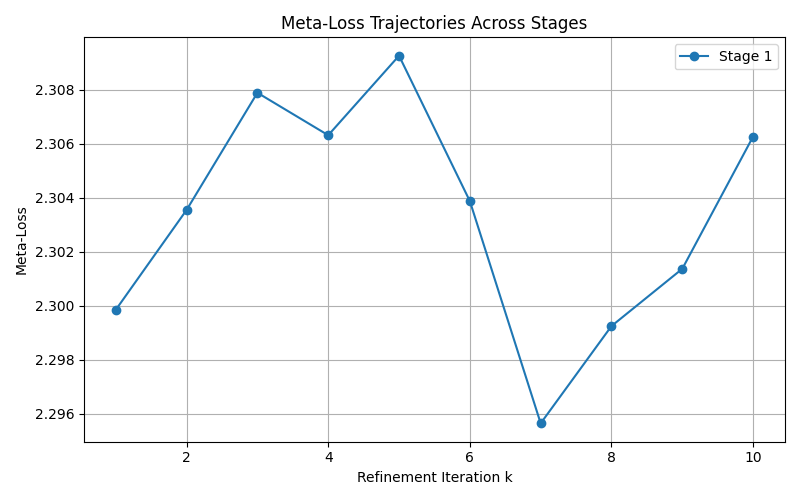 Meta-Loss Trajectories Across Stages
Stage 1
Meta-Loss
2.308
2.306
2.304
2.302
2.300
2.298
2.296
2 4 6 8 10
Refinement Iteration k